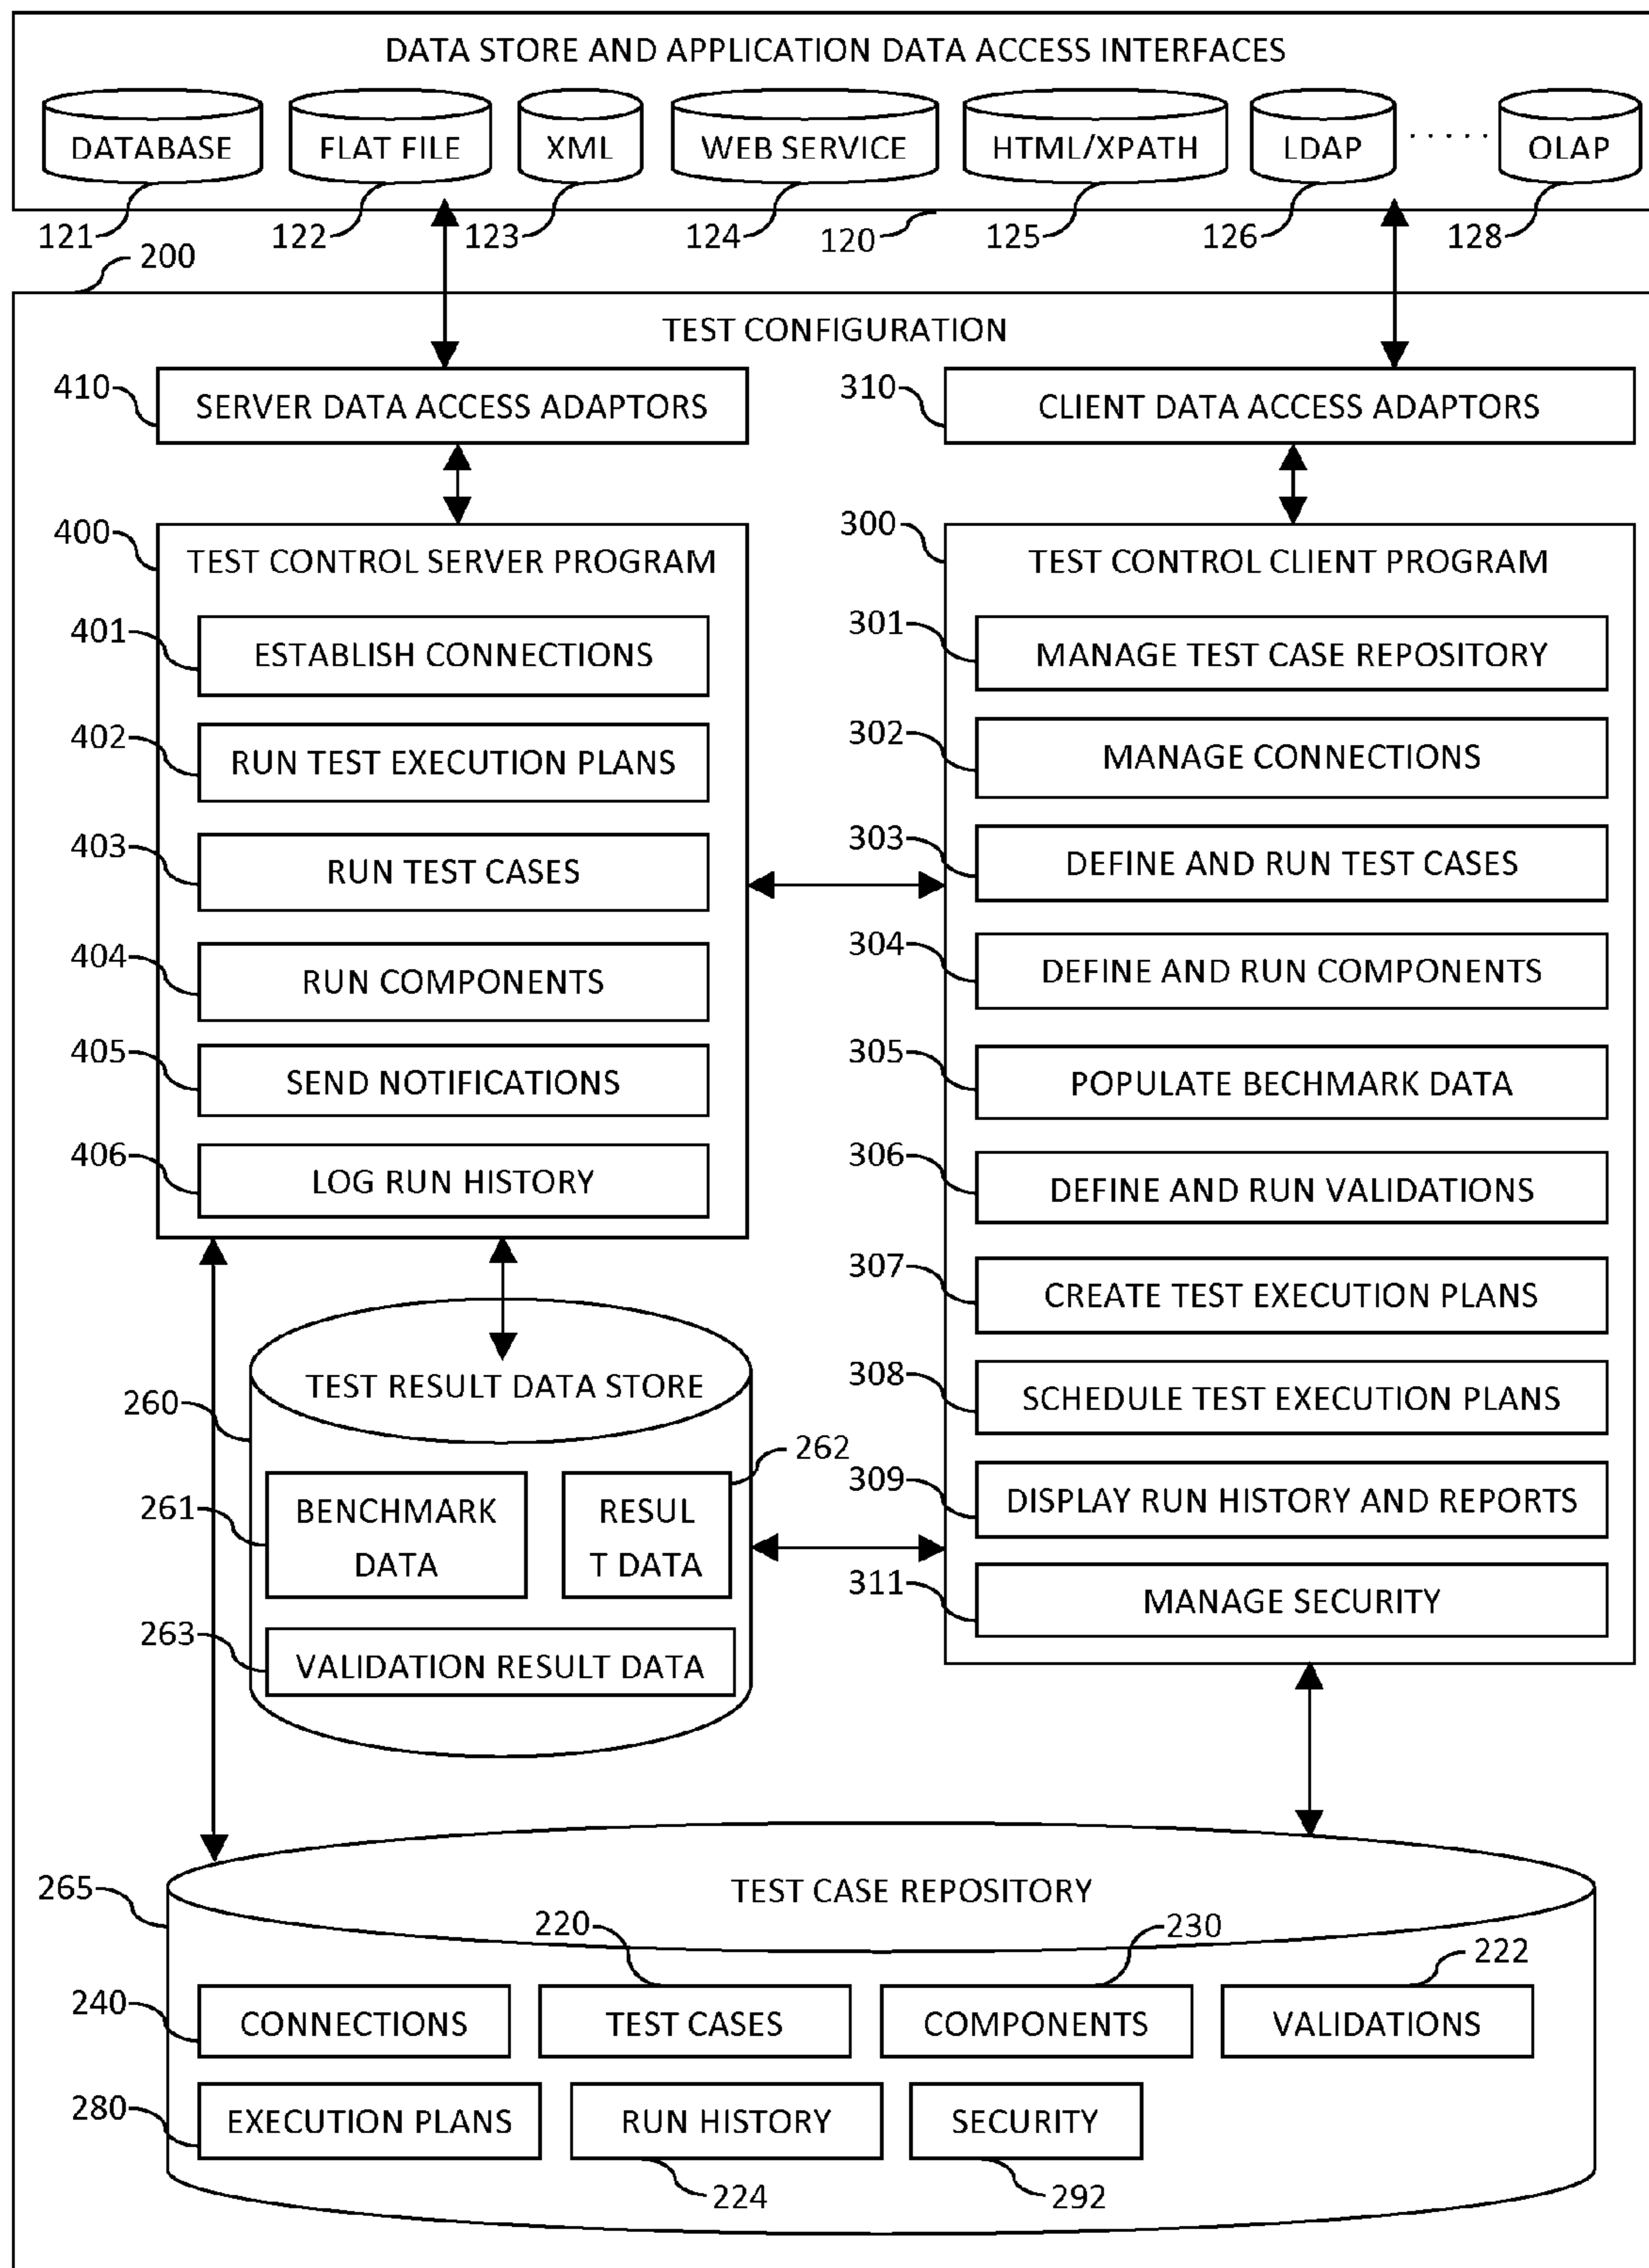 DATA STORE AND APPLICATION DATA ACCESS INTERFACES
DATABASE
FLAT FILE
XML
WEB SERVICE
HTML/XPATH
LDAP
.....
OLAP
121
122
123
124
120
125
126
128
200
TEST CONFIGURATION
410
SERVER DATA ACCESS ADAPTORS
310
CLIENT DATA ACCESS ADAPTORS
400
TEST CONTROL SERVER PROGRAM
401
ESTABLISH CONNECTIONS
402
RUN TEST EXECUTION PLANS
403
RUN TEST CASES
404
RUN COMPONENTS
405
SEND NOTIFICATIONS
406
LOG RUN HISTORY
300
TEST CONTROL CLIENT PROGRAM
301
MANAGE TEST CASE REPOSITORY
302
MANAGE CONNECTIONS
303
DEFINE AND RUN TEST CASES
304
DEFINE AND RUN COMPONENTS
305
POPULATE BECHMARK DATA
306
DEFINE AND RUN VALIDATIONS
307
CREATE TEST EXECUTION PLANS
308
SCHEDULE TEST EXECUTION PLANS
309
DISPLAY RUN HISTORY AND REPORTS
311
MANAGE SECURITY
260
TEST RESULT DATA STORE
261
BENCHMARK
DATA
262
RESUL
T DATA
263
VALIDATION RESULT DATA
265
TEST CASE REPOSITORY
220
230
222
240
CONNECTIONS
TEST CASES
COMPONENTS
VALIDATIONS
280
EXECUTION PLANS
RUN HISTORY
SECURITY
224
292